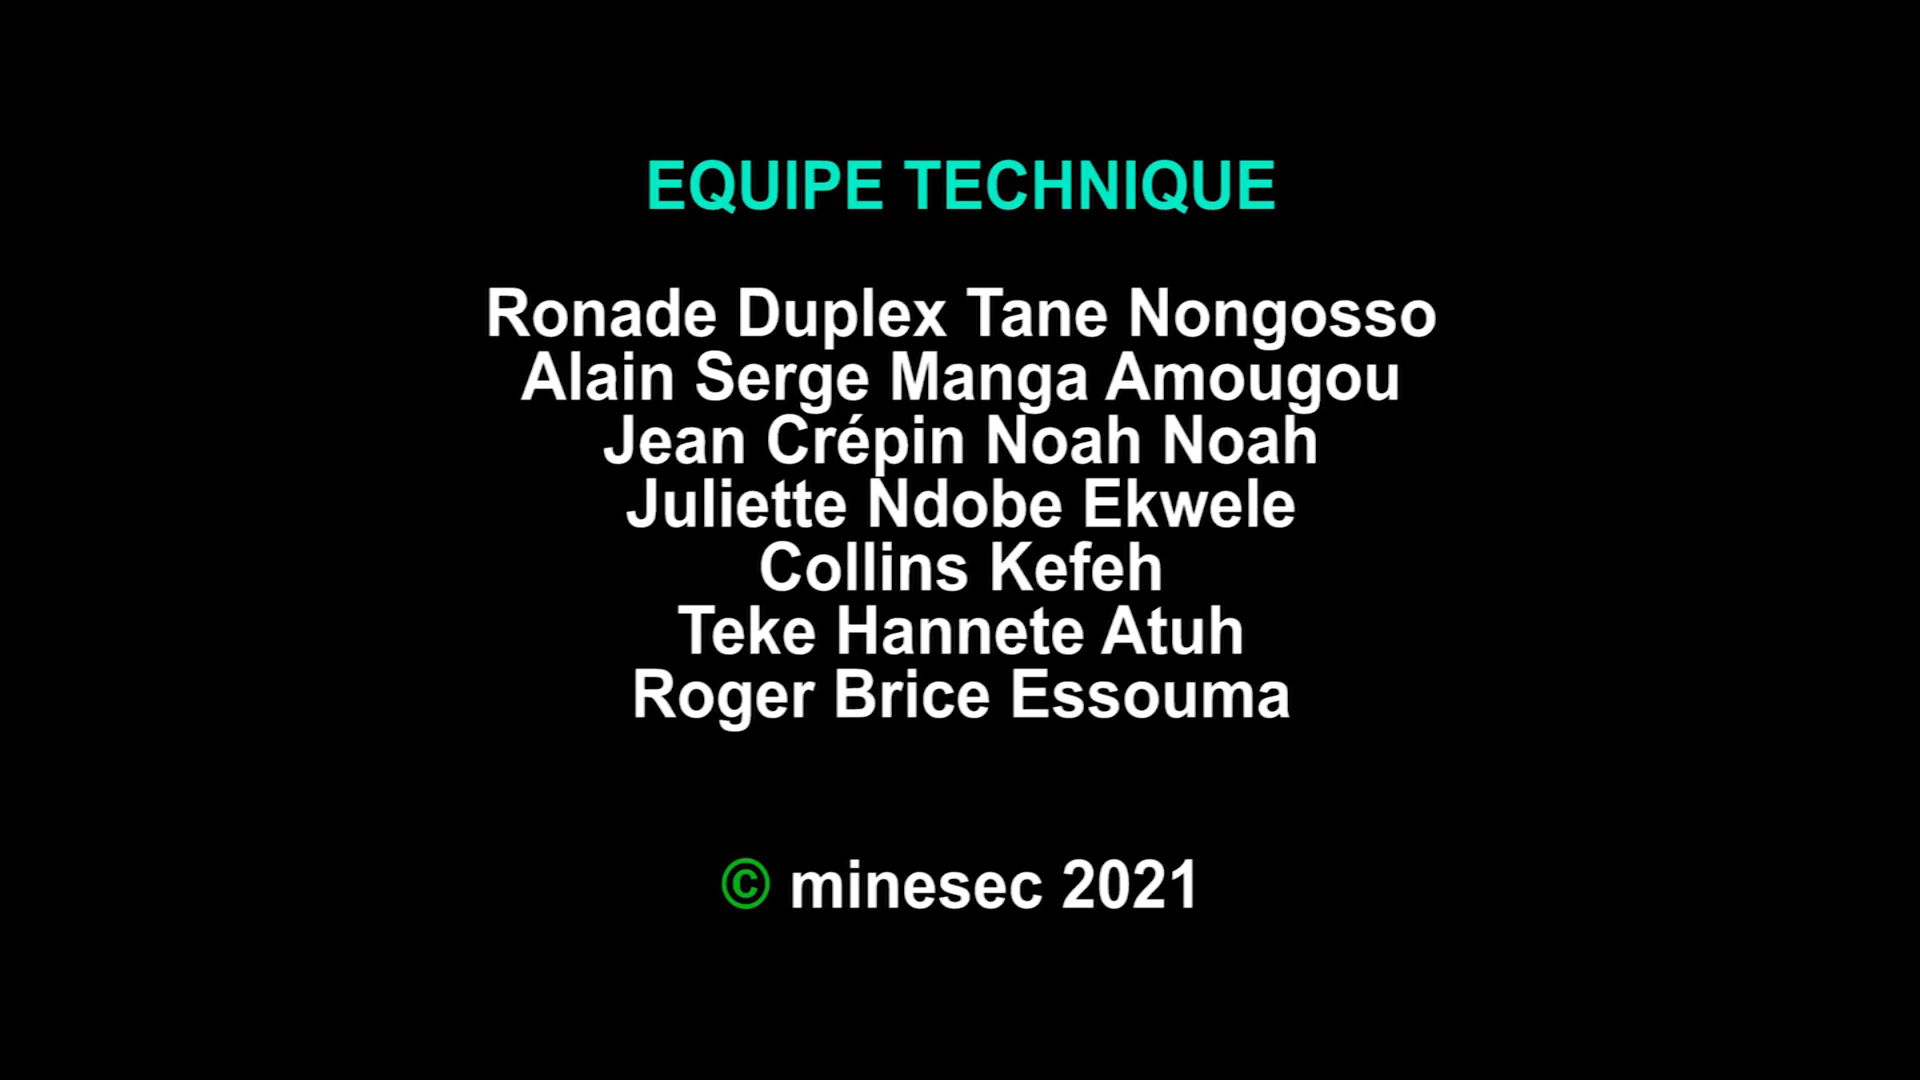 EQUIPE TECHNIQUE
Ronade Duplex Tane Nongosso
Alain Serge Manga Amougou
Jean Crépin Noah Noah
Juliette Ndobe Ekwele
Collins Kefeh
Teke Hannete Atuh
Roger Brice Essouma
© minesec 2021